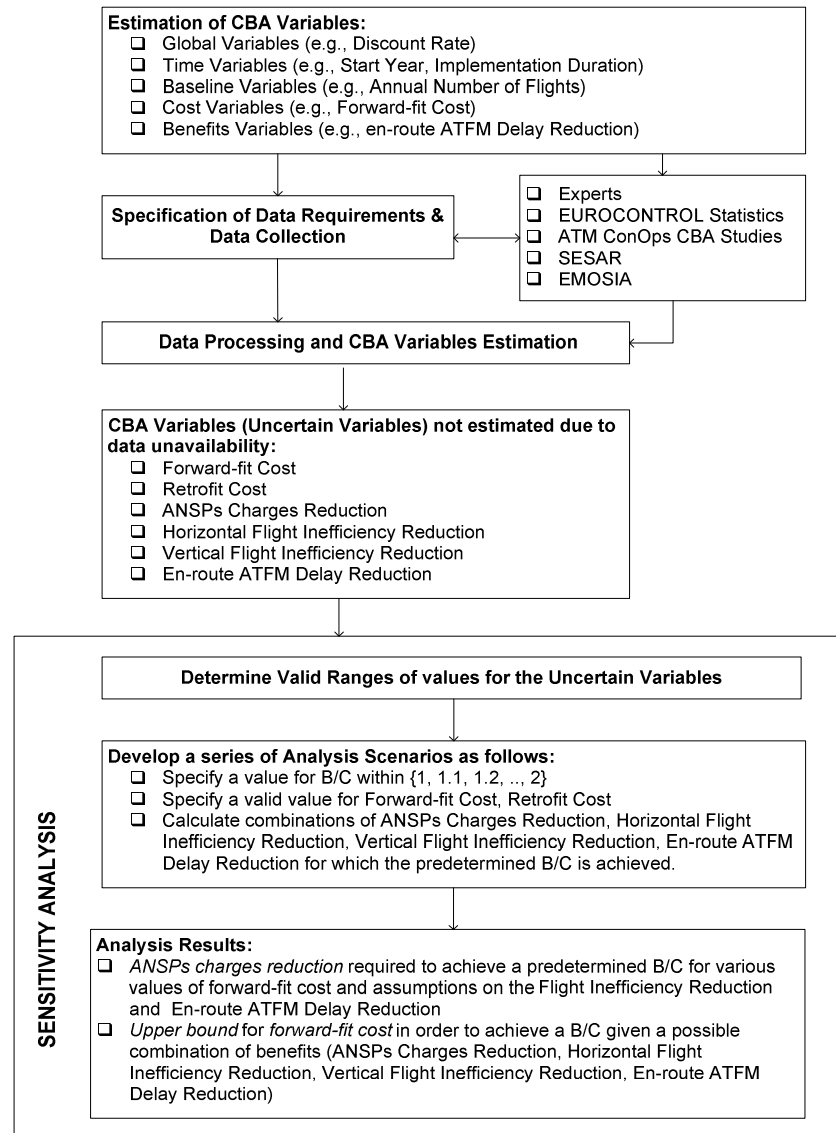 Estimation of CBA Variables:
❑ Global Variables (e.g., Discount Rate)
❑ Time Variables (e.g., Start Year, Implementation Duration)
❑ Baseline Variables (e.g., Annual Number of Flights)
❑ Cost Variables (e.g., Forward-fit Cost)
❑ Benefits Variables (e.g., en-route ATFM Delay Reduction)
Specification of Data Requirements &
Data Collection
❑ Experts
❑ EUROCONTROL Statistics
❑ ATM ConOps CBA Studies
❑ SESAR
❑ EMOSIA
Data Processing and CBA Variables Estimation
CBA Variables (Uncertain Variables) not estimated due to
data unavailability:
❑ Forward-fit Cost
❑ Retrofit Cost
❑ ANSPs Charges Reduction
❑ Horizontal Flight Inefficiency Reduction
❑ Vertical Flight Inefficiency Reduction
❑ En-route ATFM Delay Reduction
SENSITIVITY ANALYSIS
Determine Valid Ranges of values for the Uncertain Variables
Develop a series of Analysis Scenarios as follows:
❑ Specify a value for B/C within {1, 1.1, 1.2, .., 2}
❑ Specify a valid value for Forward-fit Cost, Retrofit Cost
❑ Calculate combinations of ANSPs Charges Reduction, Horizontal Flight
Inefficiency Reduction, Vertical Flight Inefficiency Reduction, En-route ATFM
Delay Reduction for which the predetermined B/C is achieved.
Analysis Results:
❑ ANSPs charges reduction required to achieve a predetermined B/C for various
values of forward-fit cost and assumptions on the Flight Inefficiency Reduction
and En-route ATFM Delay Reduction
❑ Upper bound for forward-fit cost in order to achieve a B/C given a possible
combination of benefits (ANSPs Charges Reduction, Horizontal Flight
Inefficiency Reduction, Vertical Flight Inefficiency Reduction, En-route ATFM
Delay Reduction)